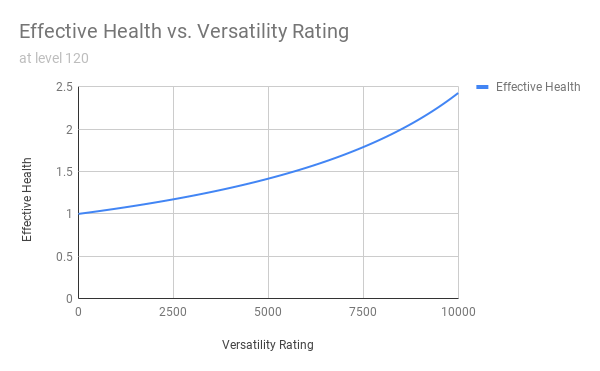 Effective Health vs. Versatility Rating
at level 120
Effective Health
2.5
2
1.5
1
0.5
0
Effective Health
0 2500 5000 7500 10000
Versatility Rating